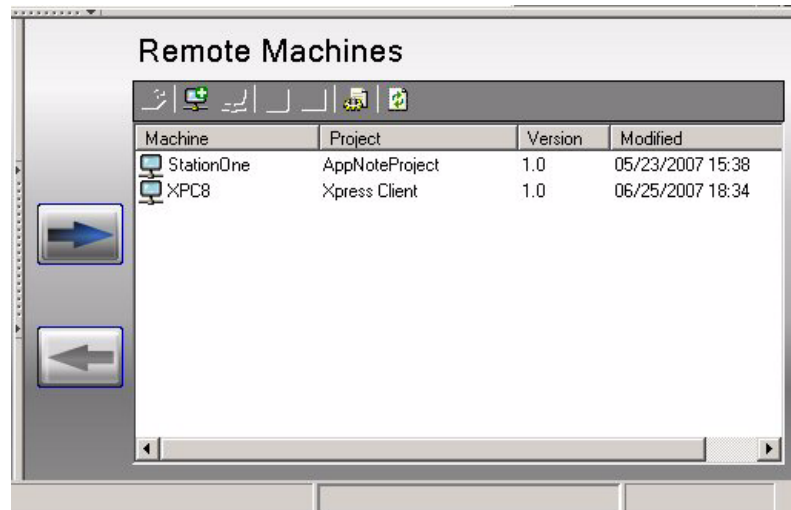 Remote Machines
Machine Project Version Modified
StationOne AppNoteProject 1.0 05/23/2007 15:38
XPC8 Xpress Client 1.0 06/25/2007 18:34